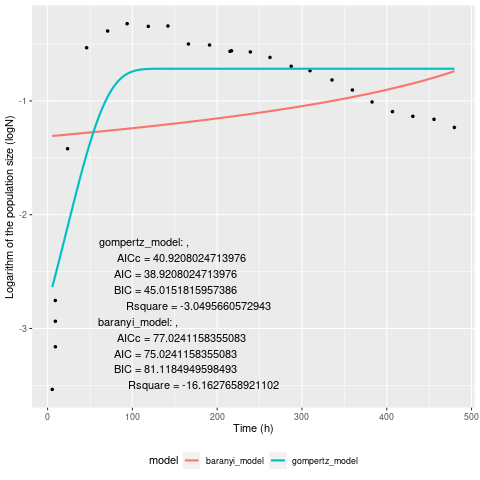 Logarithm of the population size (logN)
-1
-2
-3
gompertz_model: ,
AICc = 40.9208024713976
AIC = 38.9208024713976
BIC = 45.0151815957386
Rsquare = -3.0495660572943
baranyi_model: ,
AICc = 77.0241158355083
AIC = 75.0241158355083
BIC = 81.1184949598493
Rsquare = -16.1627658921102
0 100 200 300 400 500
Time (h)
model baranyi_model gompertz_model